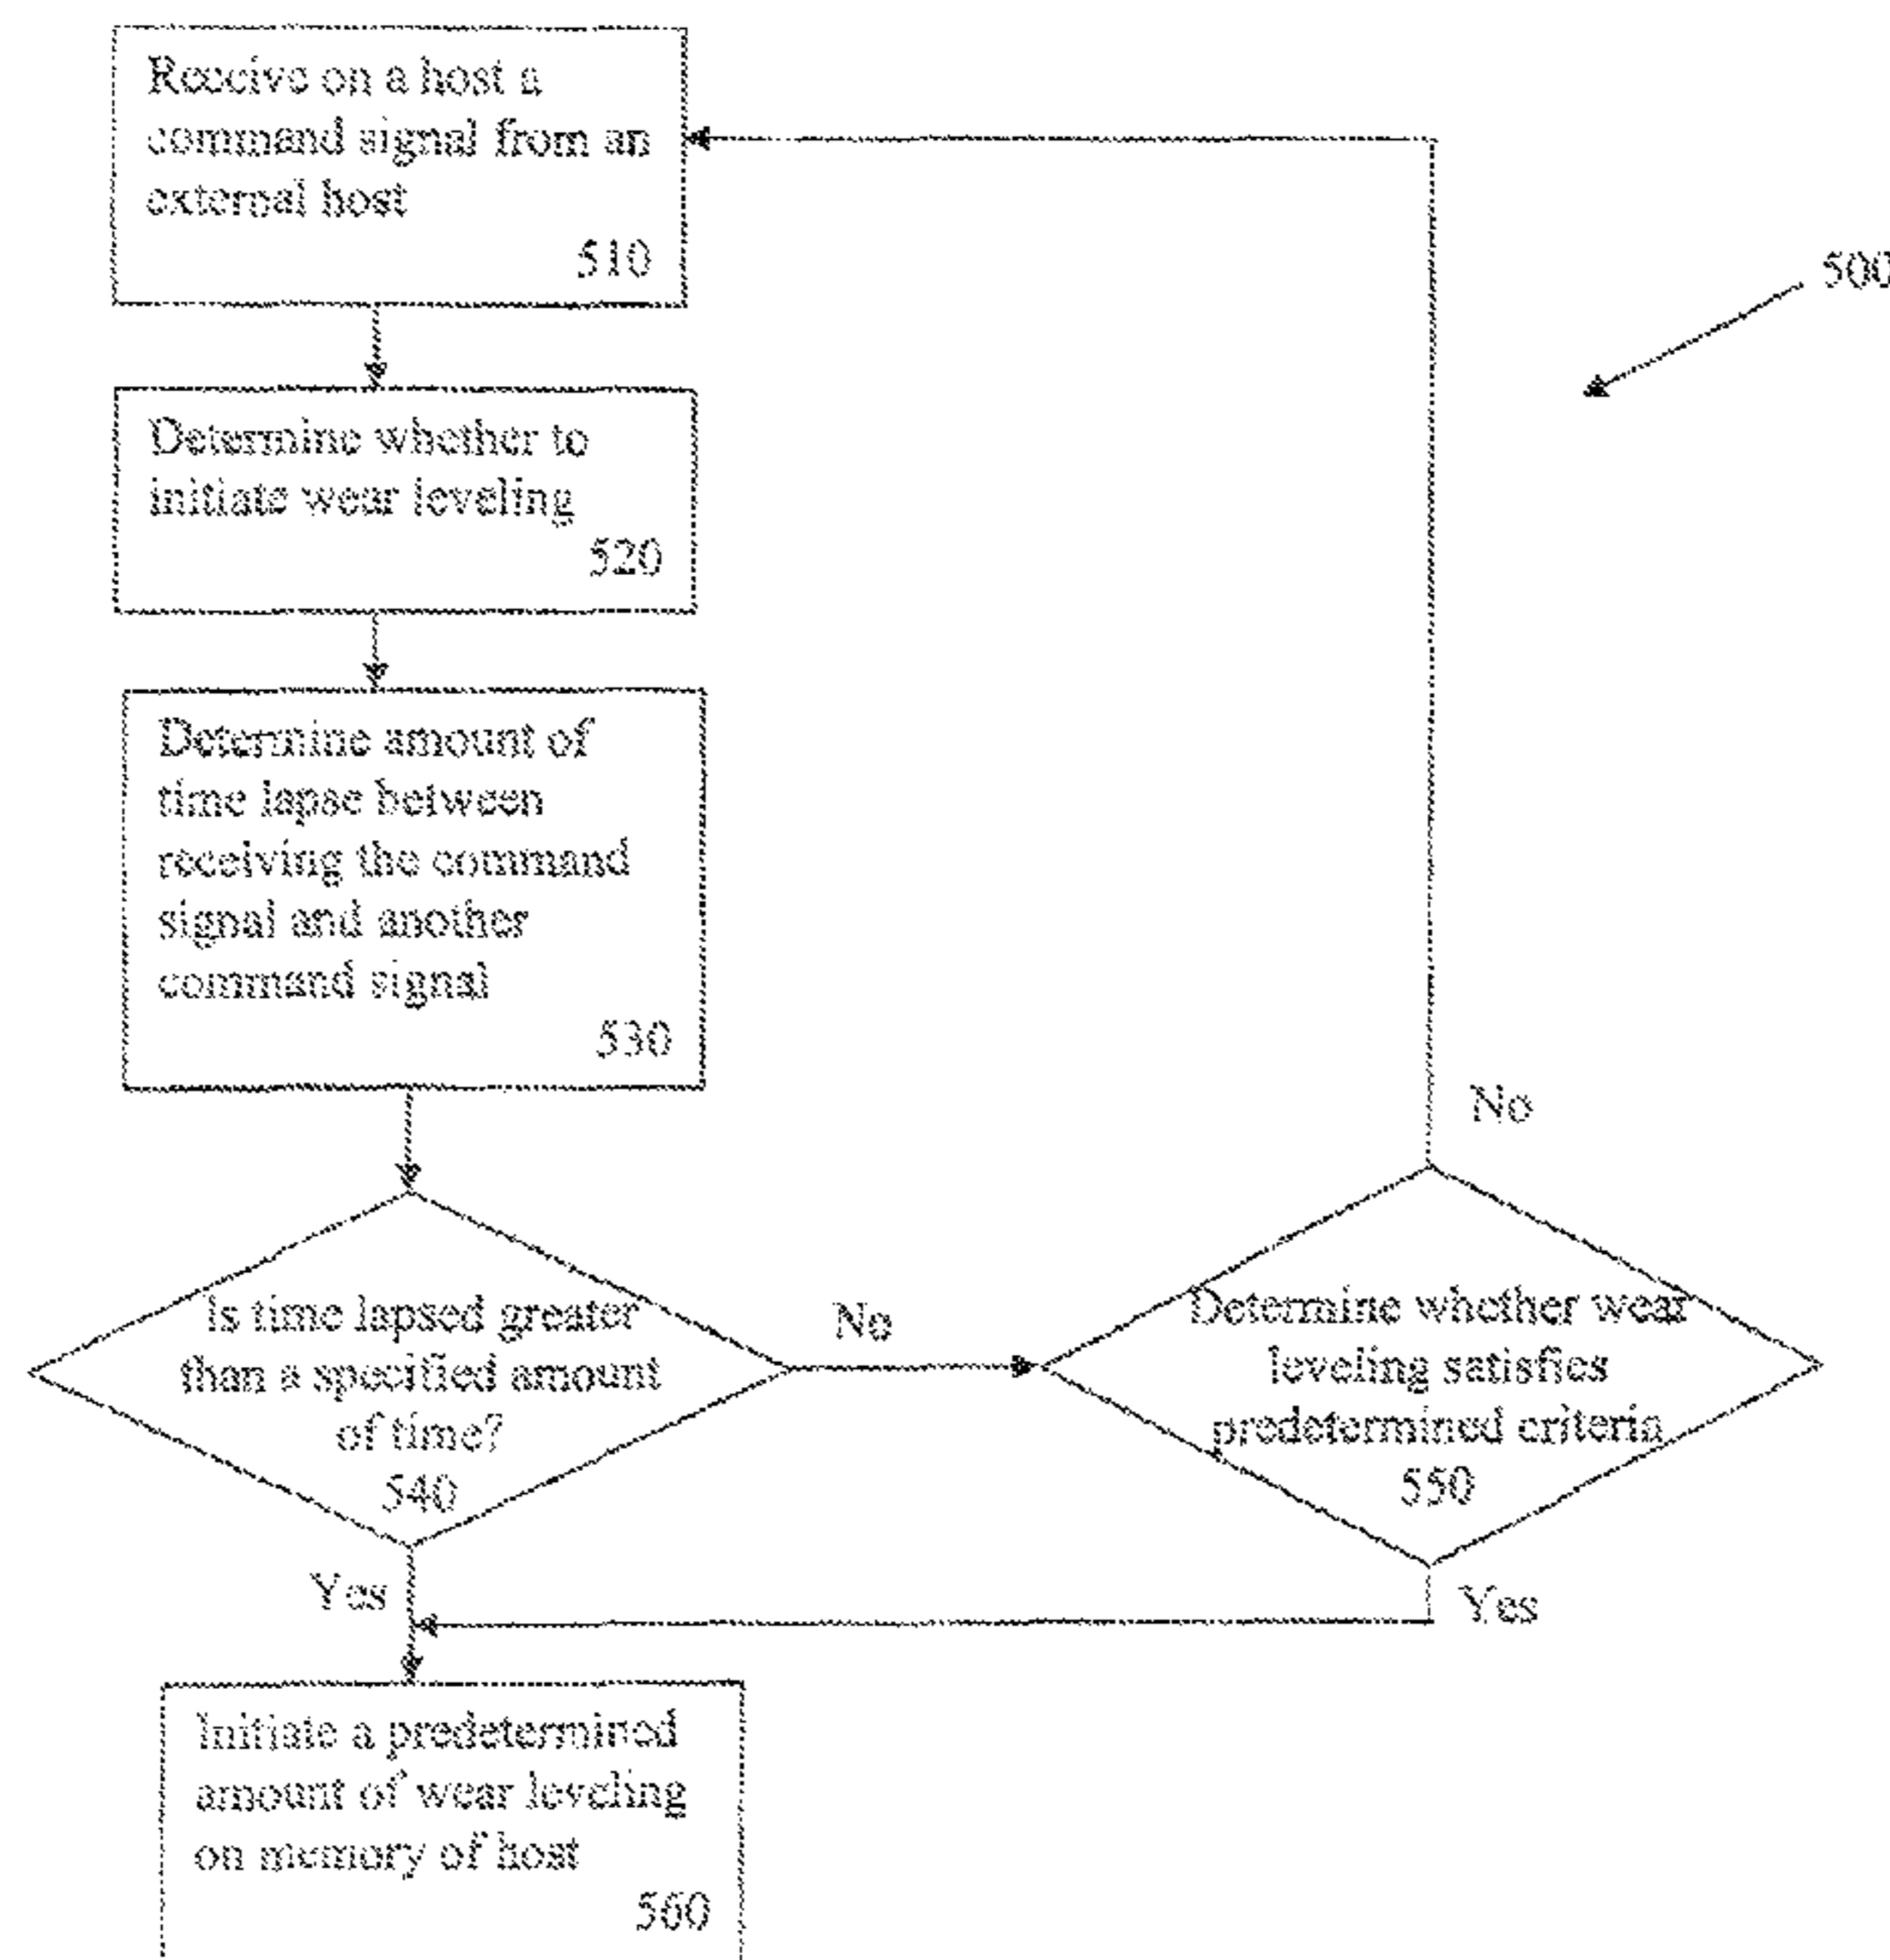 Receive on a host a
command signal from an
external host
510
500
Determine whether to
initiate wear leveling
520
Determine amount of
time lapse between
receiving the command
signal and another
command signal
530
No
Is time lapsed greater
than a specified amount
of time?
540
No
Determine whether wear
leveling satisfies
predetermined criteria
550
Yes
Yes
Initiate a predetermined
amount of wear leveling
on memory of host
560